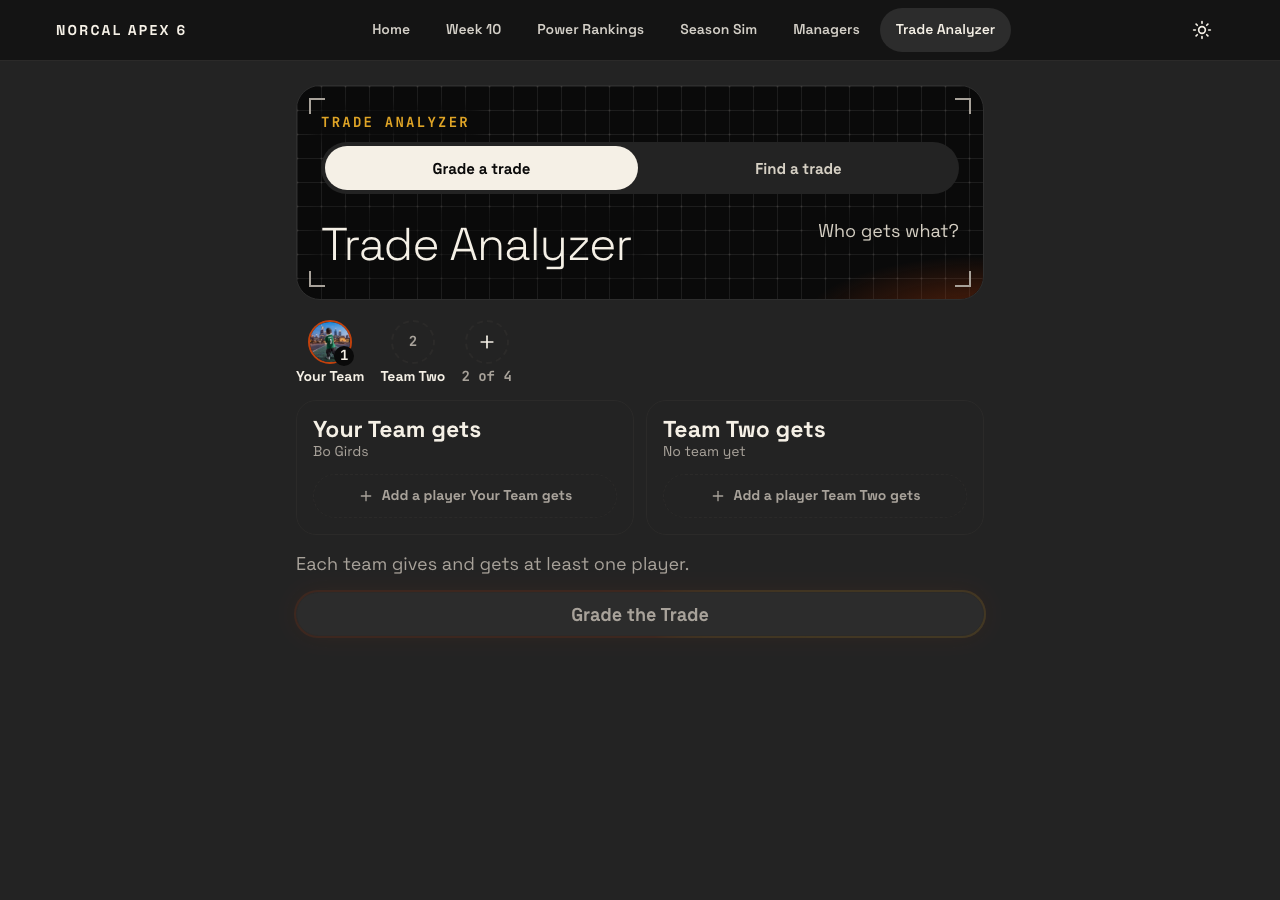 NORCAL APEX 6
Home
Week 10
Power Rankings
Season Sim
Managers
Trade Analyzer
TRADE ANALYZER
Grade a trade
Find a trade
Trade Analyzer
Who gets what?
1
2
+
Your Team
Team Two
2 of 4
Your Team gets
Bo Girds
+ Add a player Your Team gets
Team Two gets
No team yet
+ Add a player Team Two gets
Each team gives and gets at least one player.
Grade the Trade